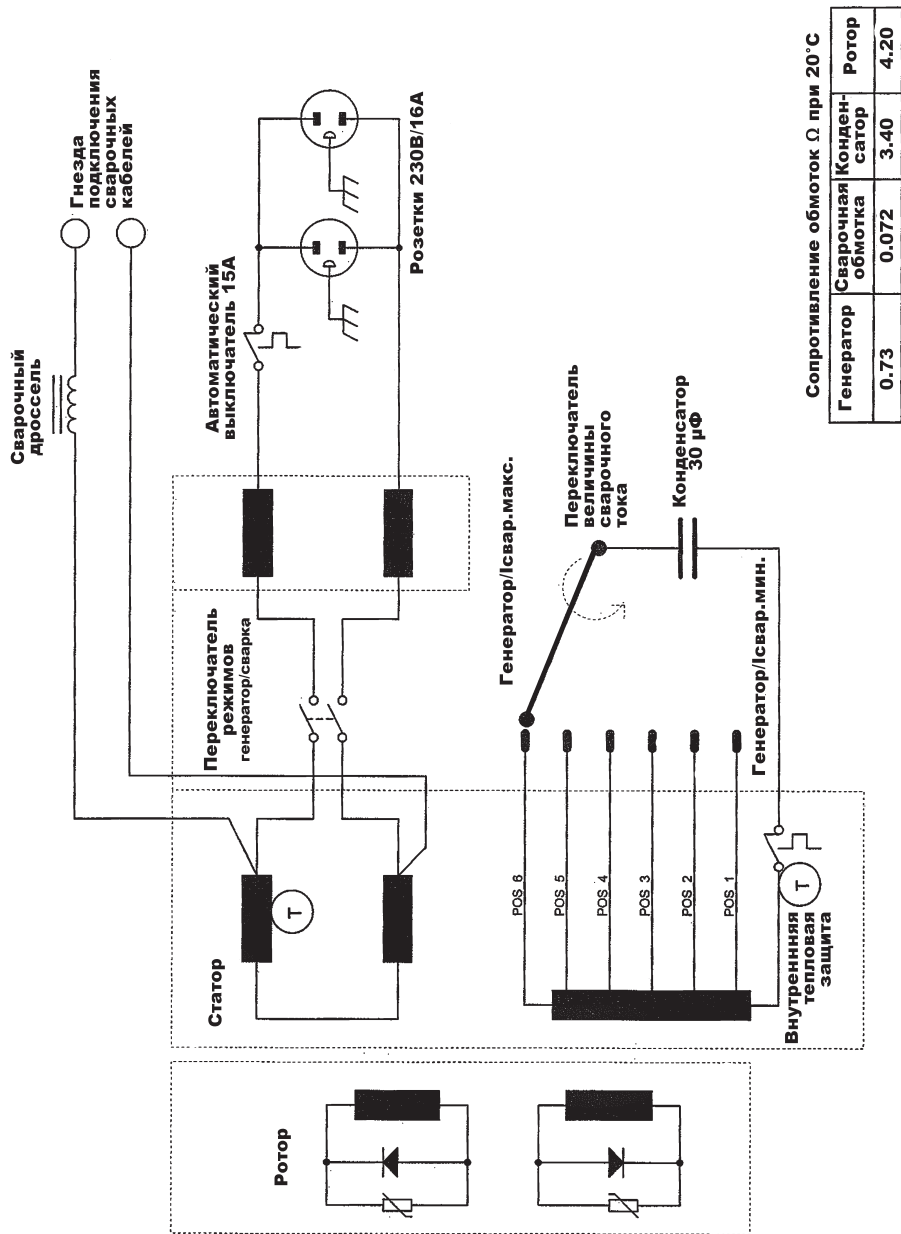 Сварочный
дроссель
Гнезда
подключения
сварочных
кабелей
Автоматический
выключатель 15А
Розетки 230В/16А
Переключатель
режимов
генератор/сварка
Статор
T
Ротор
Генератор/Iсвар.макс.
Переключатель
величины
сварочного
тока
Конденсатор
30 µФ
Генератор/Iсвар.мин.
POS 6
POS 5
POS 4
POS 3
POS 2
POS 1
T
Внутреннняя
тепловая
защита
Сопротивление обмоток Ω при 20°С
Генератор Сварочная обмотка Конден-сатор Ротор
0.73 0.072 3.40 4.20